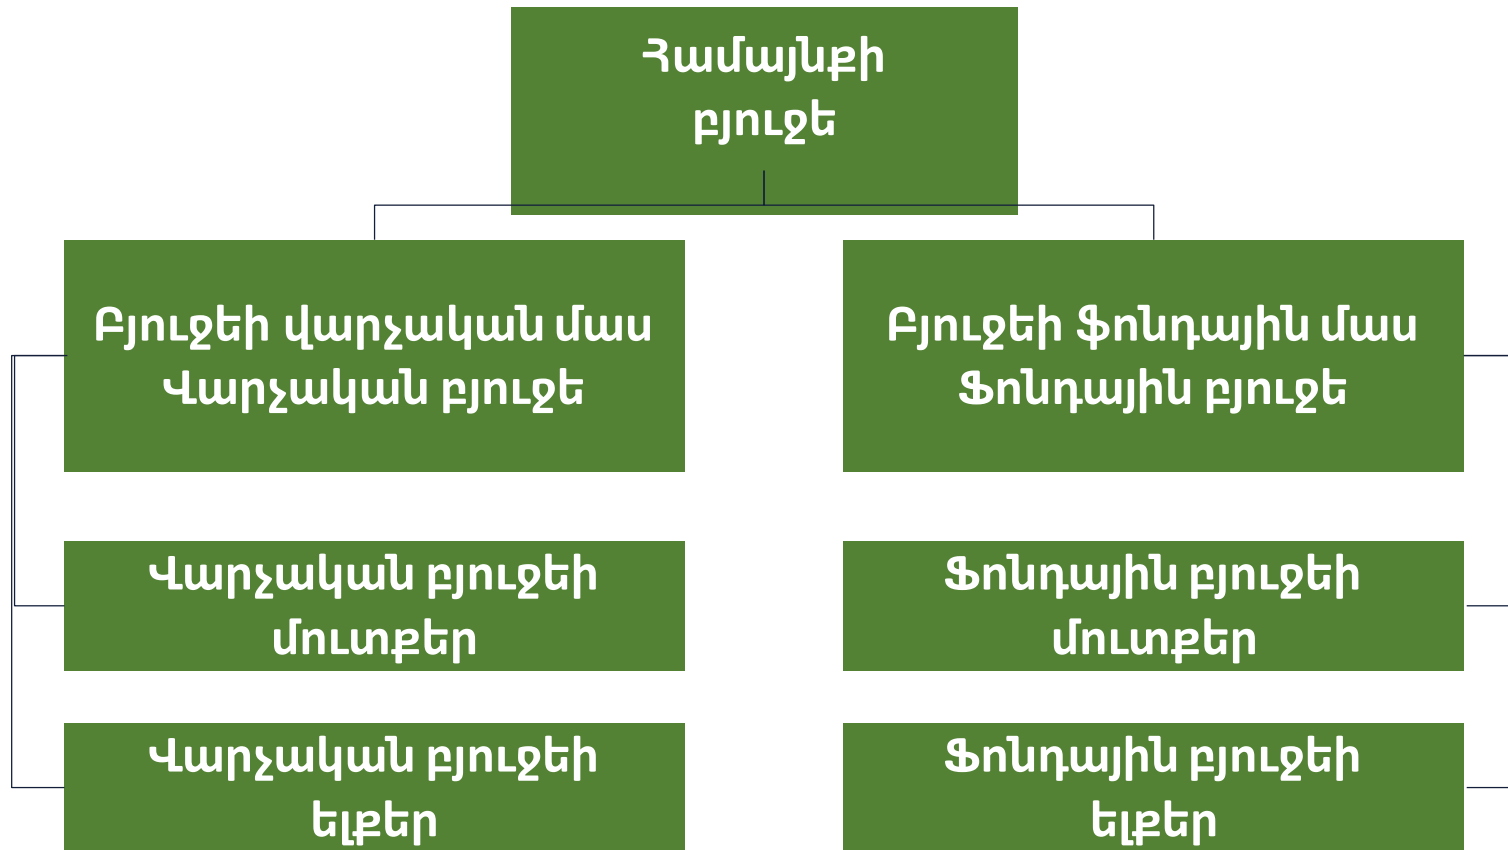 Համայնքի
բյուջե
Բյուջեի վարչական մաս
Վարչական բյուջե
Բյուջեի ֆոնդային մաս
Ֆոնդային բյուջե
Վարչական բյուջեի
մուտքեր
Ֆոնդային բյուջեի
մուտքեր
Վարչական բյուջեի
ելքեր
Ֆոնդային բյուջեի
ելքեր